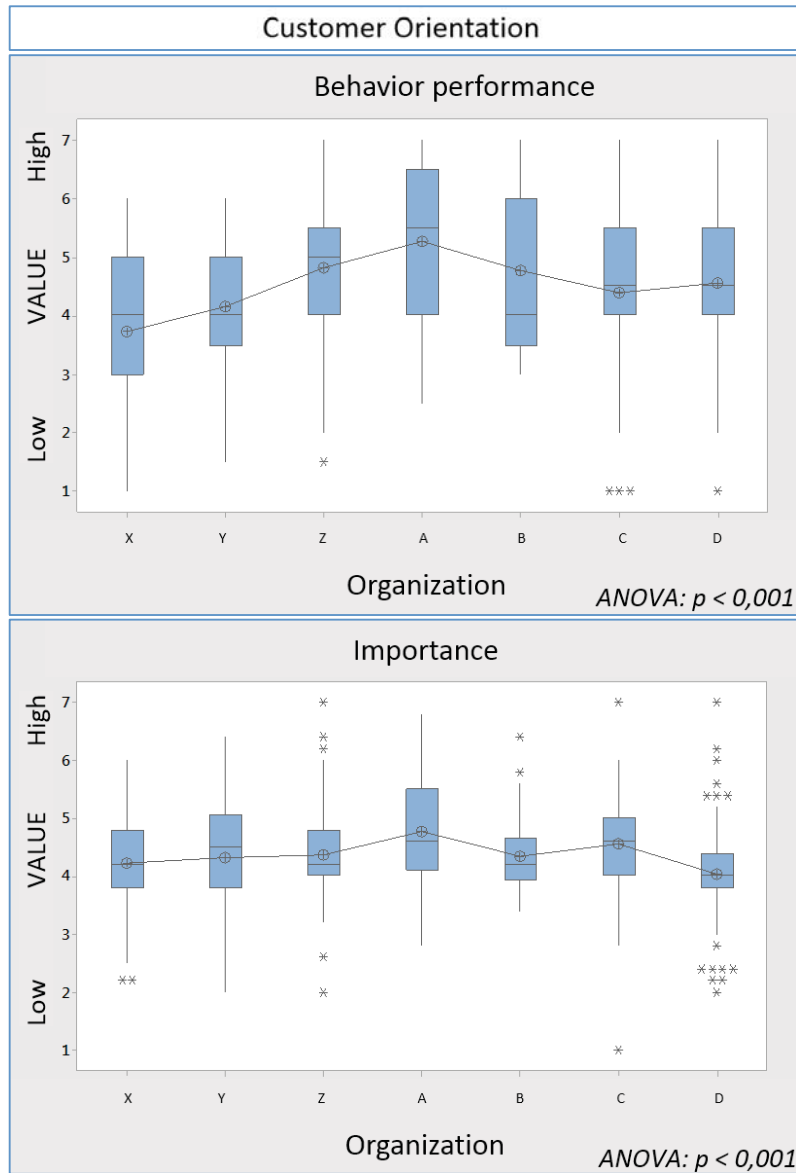 Customer Orientation
Behavior performance
High
VALUE
Low
7
6
5
4
3
2
1
X Y Z A B C D
Organization
ANOVA: p < 0,001
Importance
High
VALUE
Low
7
6
5
4
3
2
1
X Y Z A B C D
Organization
ANOVA: p < 0,001